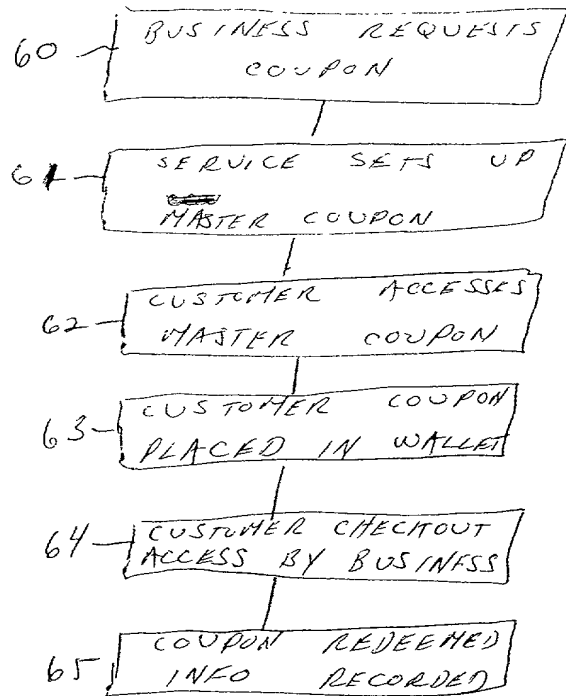 60 BUSINESS REQUESTS
COUPON
61 SERVICE SETS UP
MASTER COUPON
62 CUSTOMER ACCESSES
MASTER COUPON
63 CUSTOMER COUPON
PLACED IN WALLET
64 CUSTOMER CHECKOUT
ACCESS BY BUSINESS
65 COUPON REDEEMED
INFO RECORDED